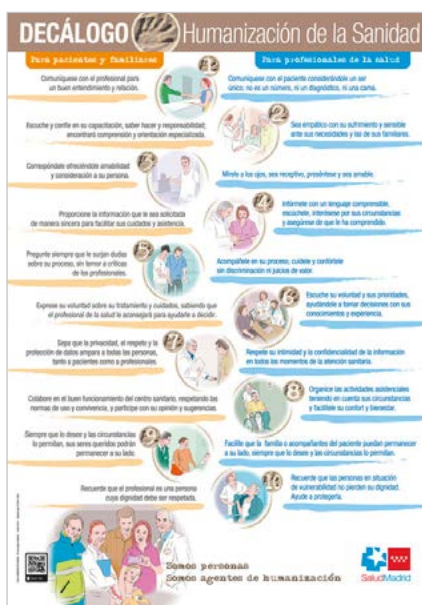 DECÁLOGO Humanización de la Sanidad
Para pacientes y familiares
Para profesionales de la salud
1
Comuníquese con el profesional para
un buen entendimiento y relación.
Comuníquese con el paciente considerándole un ser
único: no es un número, ni un diagnóstico, ni una cama.
2
Escuche y confíe en su capacitación, saber hacer y responsabilidad;
encontrará comprensión y orientación especializada.
Sea empático con su sufrimiento y sensible
ante sus necesidades y las de sus familiares.
3
Correspóndale ofreciéndole amabilidad
y consideración a su persona.
Mírele a los ojos, sea receptivo, preséntese y sea amable.
4
Proporcione la información que le sea solicitada
de manera sincera para facilitar sus cuidados y asistencia.
Infórmele con un lenguaje comprensible,
escúchele, interésese por sus circunstancias
y asegúrese de que le ha comprendido.
5
Pregunte siempre que le surjan dudas
sobre su proceso, sin temor a críticas
de los profesionales.
Acompáñele en su proceso, cuídele y confórtele
sin discriminación ni juicios de valor.
6
Exprese su voluntad sobre su tratamiento y cuidados, sabiendo que
el profesional de la salud le aconsejará para ayudarle a decidir.
Escuche su voluntad y sus prioridades,
ayudándole a tomar decisiones con sus
conocimientos y experiencia.
7
Sepa que la privacidad, el respeto y la
protección de datos ampara a todas las personas,
tanto a pacientes como a profesionales.
Respete su intimidad y la confidencialidad de la información
en todos los momentos de la atención sanitaria.
8
Colabore en el buen funcionamiento del centro sanitario, respetando las
normas de uso y convivencia, y participe con su opinión y sugerencias.
Organice las actividades asistenciales
teniendo en cuenta sus circunstancias
y facilítele su confort y bienestar.
9
Siempre que lo desee y las circunstancias
lo permitan, sus seres queridos podrán
permanecer a su lado.
Facilite que la familia o acompañantes del paciente puedan permanecer
a su lado, siempre que lo desee y las circunstancias lo permitan.
10
Recuerde que el profesional es una persona
cuya dignidad debe ser respetada.
Recuerde que las personas en situación
de vulnerabilidad no pierden su dignidad.
Ayude a protegerla.
Somos personas
Somos agentes de humanización
SaludMadrid